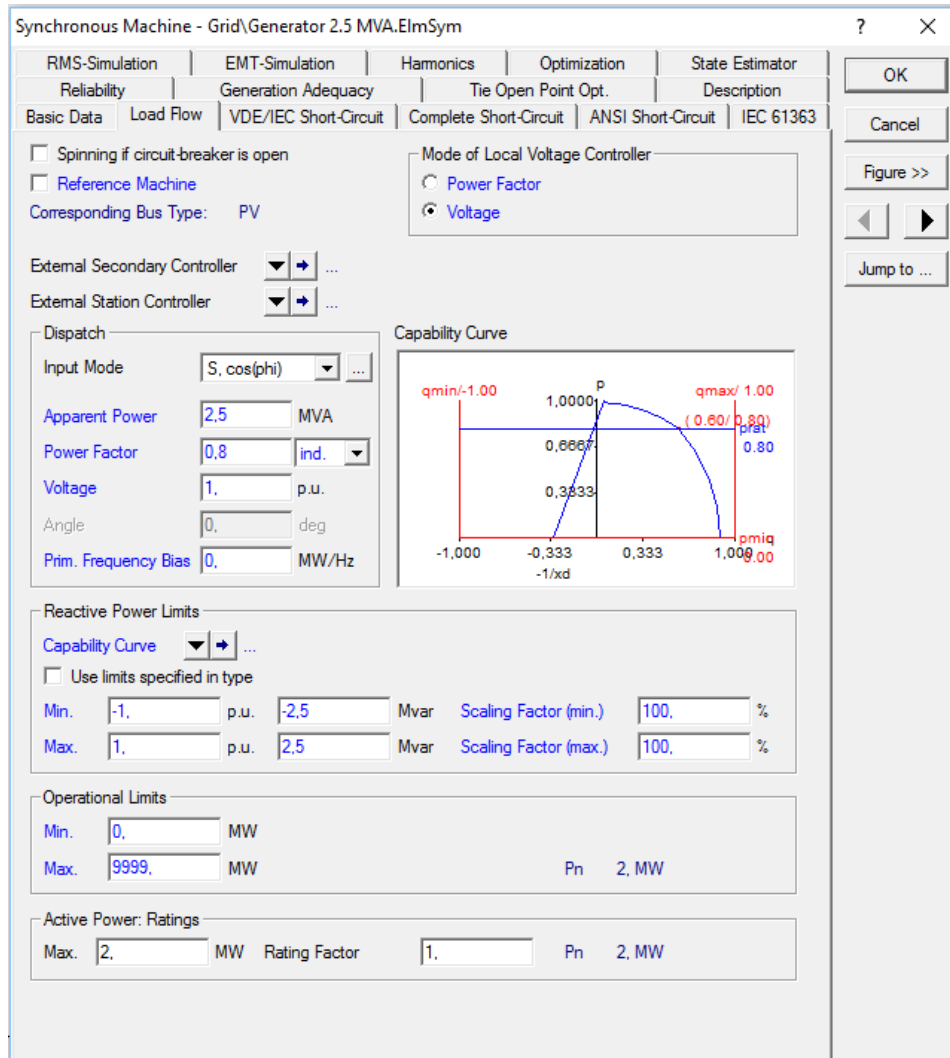 Synchronous Machine - Grid\Generator 2.5 MVA.ElmSym ? X
RMS-Simulation EMT-Simulation Harmonics Optimization State Estimator
Reliability Generation Adequacy Tie Open Point Opt. Description
Basic Data Load Flow VDE/IEC Short-Circuit Complete Short-Circuit ANSI Short-Circuit IEC 61363
OK
Cancel
Figure >>
Jump to ...
Spinning if circuit-breaker is open
Reference Machine
Corresponding Bus Type: PV
Mode of Local Voltage Controller
Power Factor
Voltage
External Secondary Controller ...
External Station Controller ...
Dispatch
Input Mode S, cos(phi) ...
Apparent Power 2,5 MVA
Power Factor 0,8 ind.
Voltage 1, p.u.
Angle 0, deg
Prim. Frequency Bias 0, MW/Hz
Capability Curve
p
qmin/-1.00 qmax/ 1.00
1,0000
( 0.60/ 0.80)
prat
0.80
0,6667
0,3333
pmi q
-1,000 -0,333 0,333 1,000 0.00
-1/xd
Reactive Power Limits
Capability Curve ...
Use limits specified in type
Min. -1, p.u. -2,5 Mvar Scaling Factor (min.) 100, %
Max. 1, p.u. 2,5 Mvar Scaling Factor (max.) 100, %
Operational Limits
Min. 0, MW
Max. 9999, MW Pn 2, MW
Active Power: Ratings
Max. 2, MW Rating Factor 1, Pn 2, MW